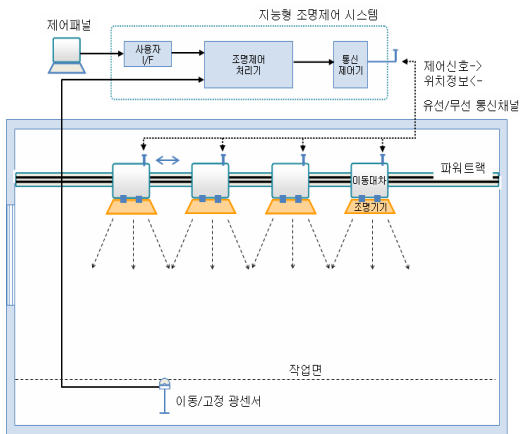 지능형 조명제어 시스템
제어패널
사용자
I/F
조명제어
처리기
통신
제어기
제어신호->
위치정보<-
유선/무선 통신채널
파워트랙
이동대차
조명기기
작업면
이동/고정 광센서